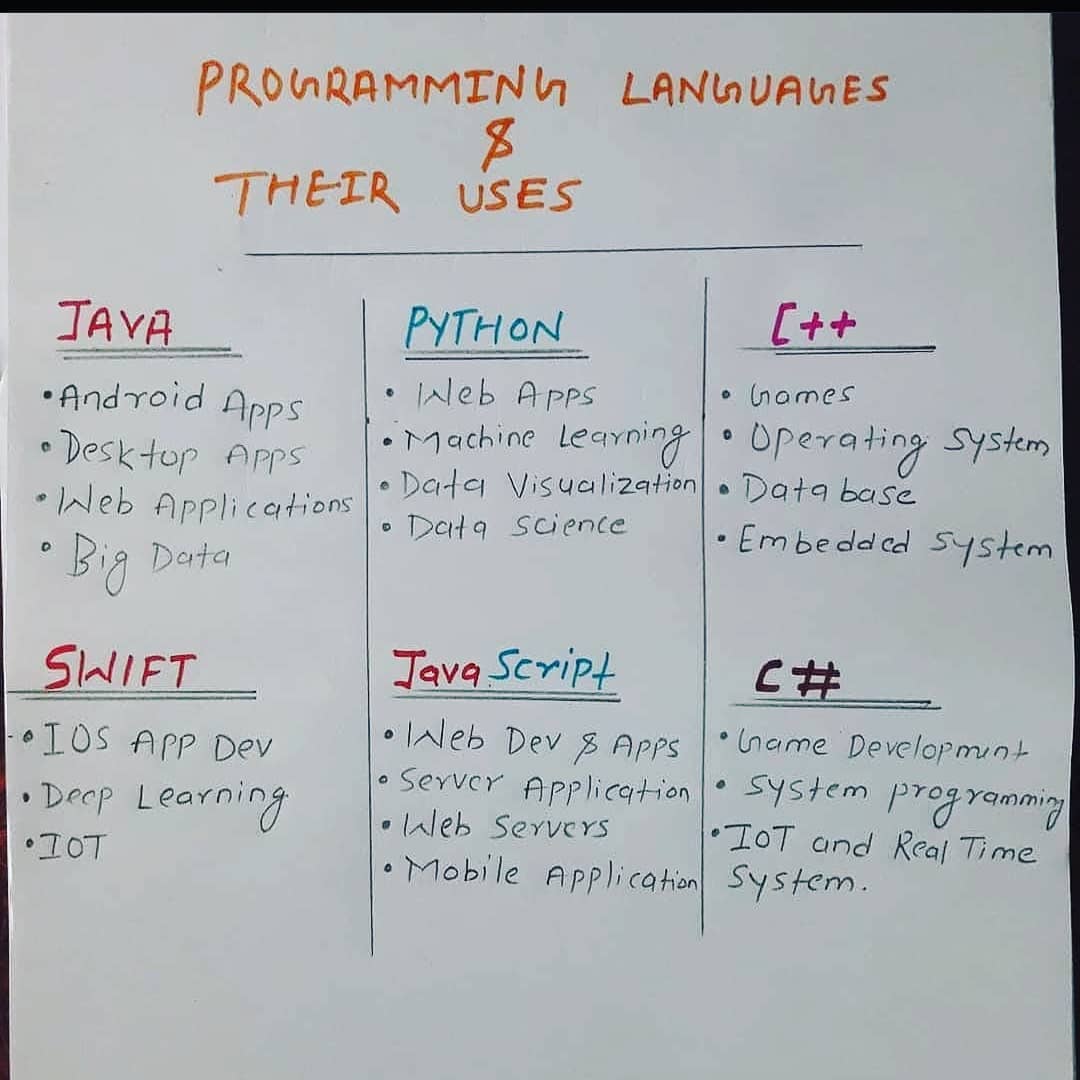 PROGRAMMING LANGUAGES
&
THEIR USES
JAVA
• Android Apps
• Desktop Apps
• Web Applications
• Big Data
PYTHON
• Web Apps
• Machine Learning
• Data Visualization
• Data Science
C++
• Games
• Operating System
• Data base
• Embedded System
SWIFT
• IOS APP Dev
• Deep Learning
• IOT
JavaScript
• Web Dev & Apps
• Server Application
• Web Servers
• Mobile Application
C#
• Game Development
• System programming
• IoT and Real Time
System.